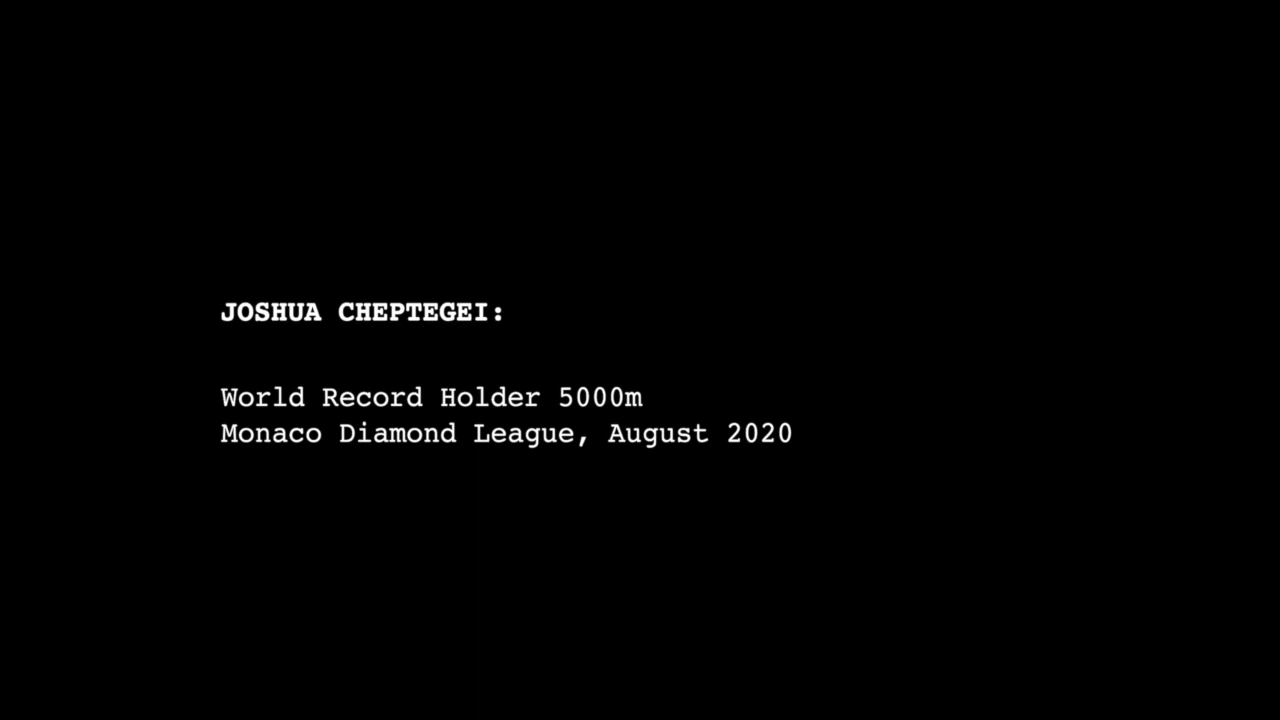 JOSHUA CHEPTEGEI:
World Record Holder 5000m
Monaco Diamond League, August 2020